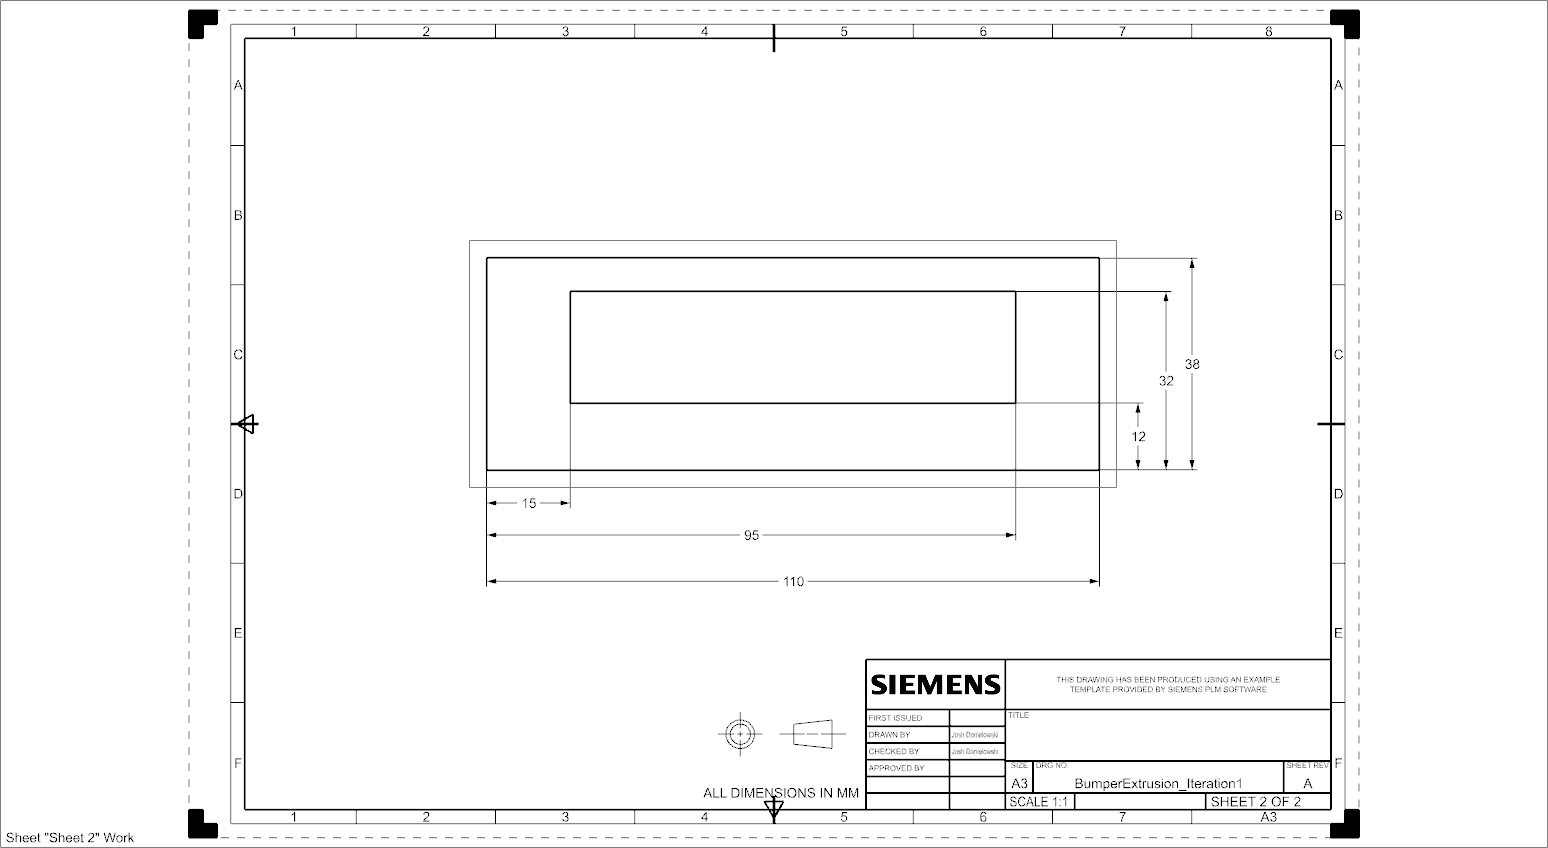 1 2 3 4 5 6 7 8
A A
B B
C C
38
32
12
D D
15
95
110
E E
SIEMENS
THIS DRAWING HAS BEEN PRODUCED USING AN EXAMPLE
TEMPLATE PROVIDED BY SIEMENS PLM SOFTWARE
FIRST ISSUED
TITLE
DRAWN BY Josh Danielowski
CHECKED BY Josh Danielowski
APPROVED BY
SIZE DRG NO. SHEET REV
F F
A3 BumperExtrusion_Iteration1 A
ALL DIMENSIONS IN MM
SCALE 1:1 SHEET 2 OF 2
1 2 3 4 5 6 7 A3
Sheet "Sheet 2" Work